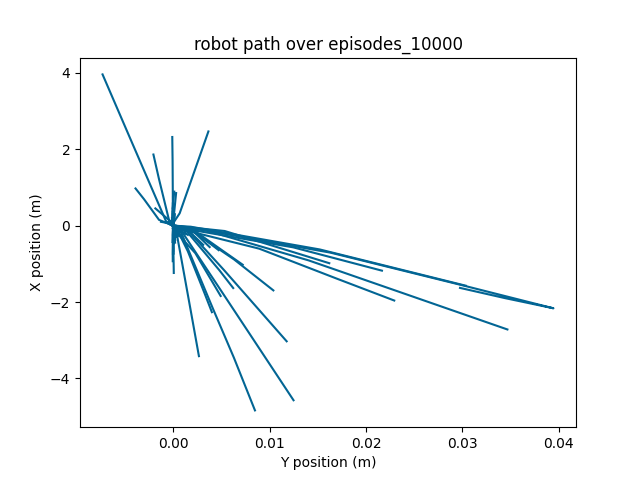 robot path over episodes_10000
4
2
0
−2
−4
X position (m)
0.00 0.01 0.02 0.03 0.04
Y position (m)